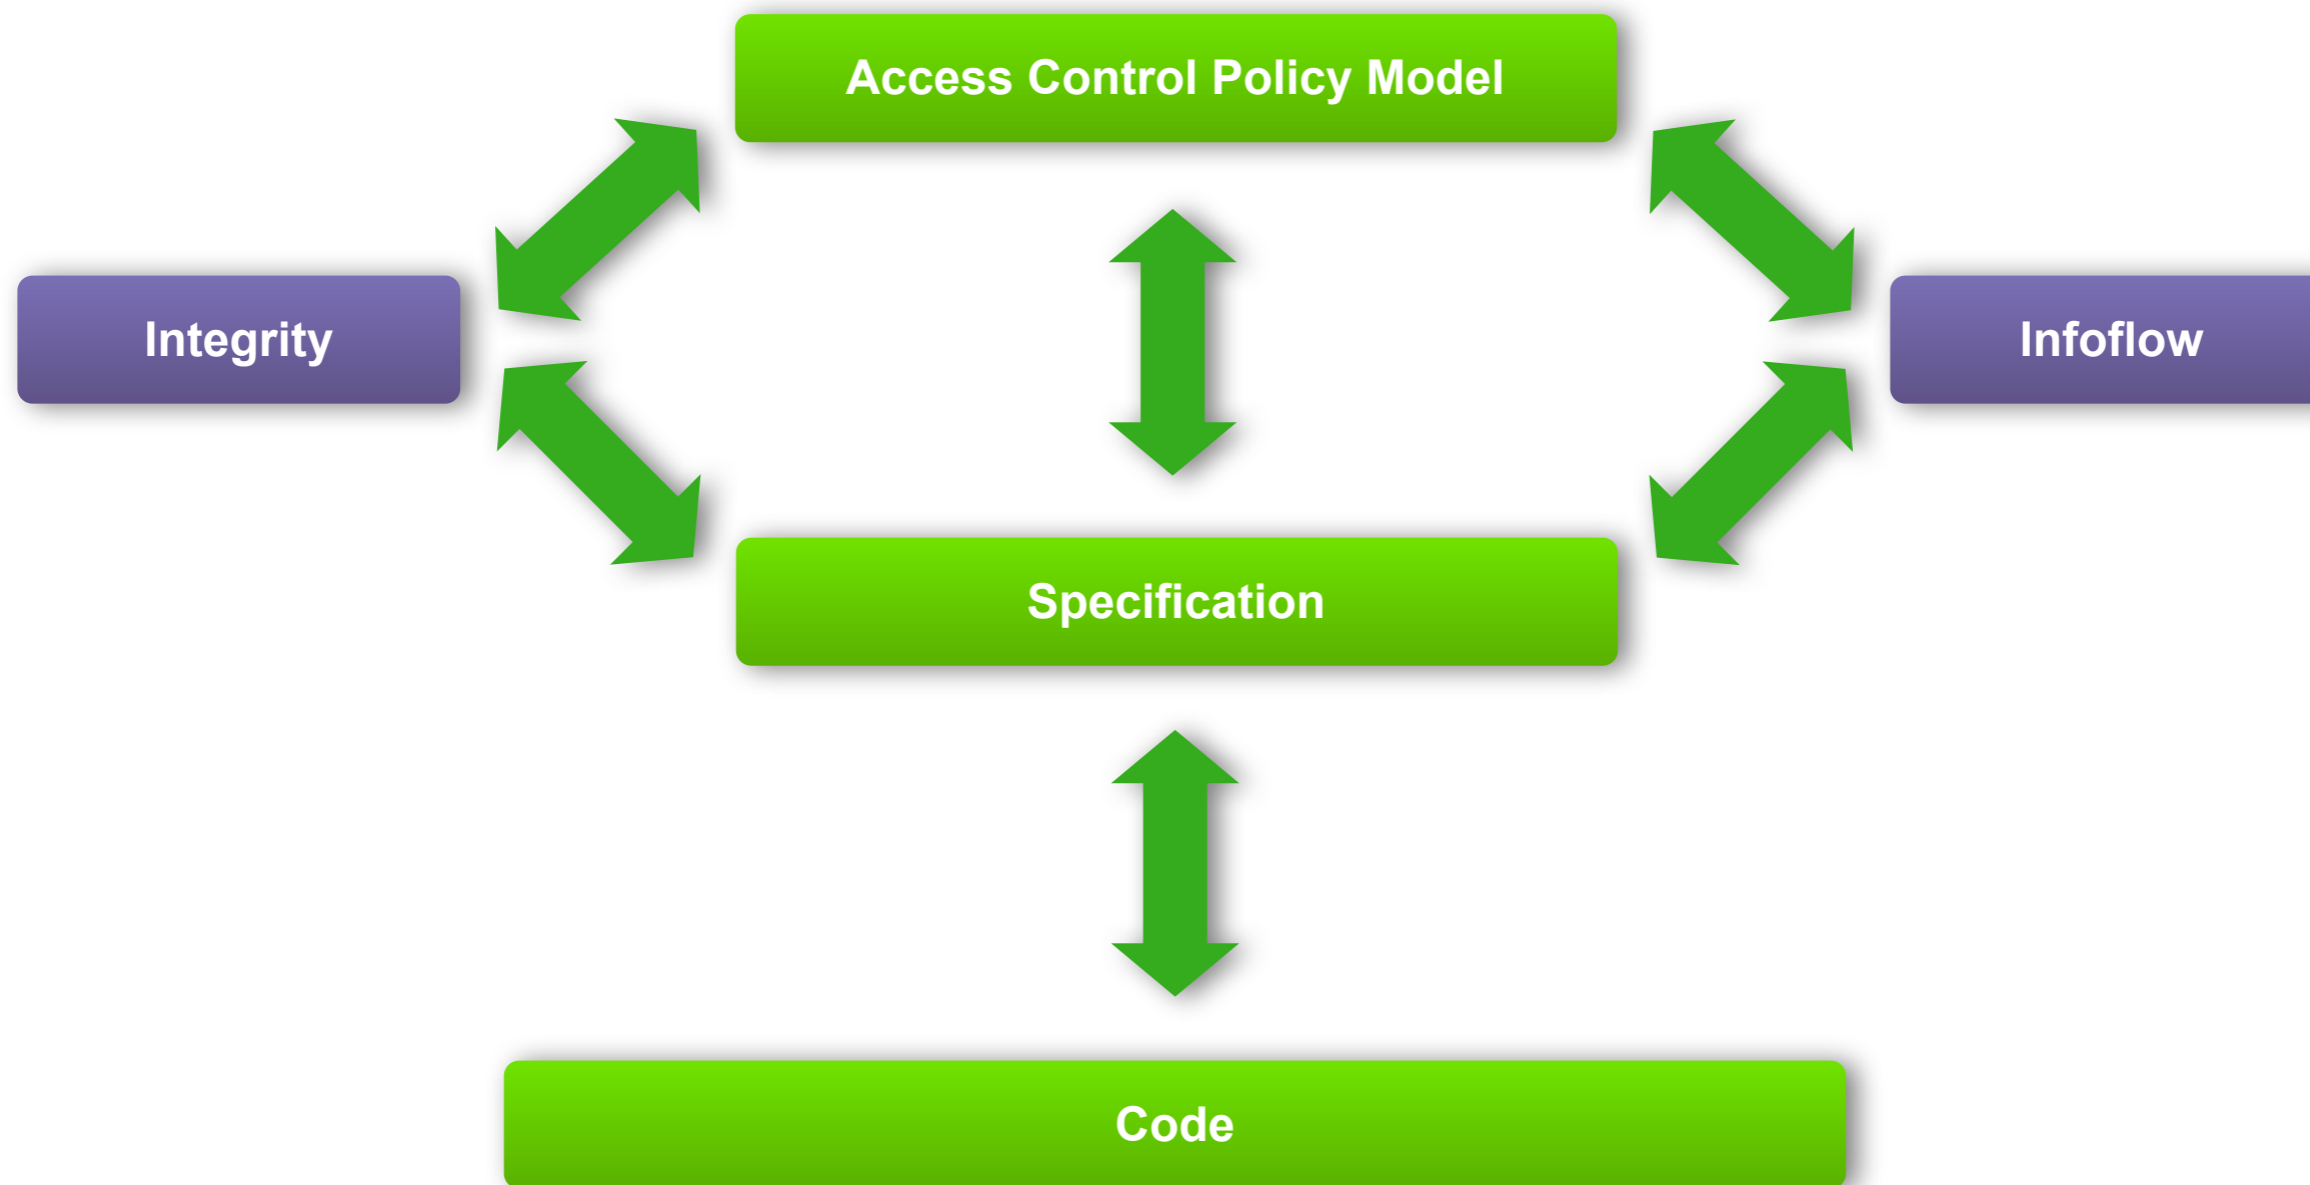 Access Control Policy Model
Integrity
Infoflow
Specification
Code